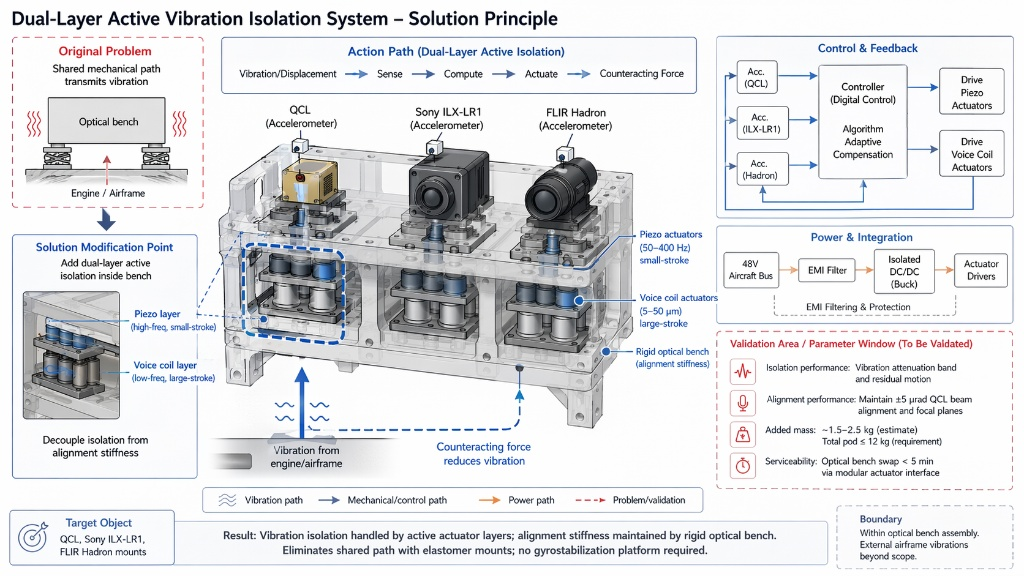 Dual-Layer Active Vibration Isolation System – Solution Principle
Original Problem
Shared mechanical path
transmits vibration
Optical bench
Engine / Airframe
Solution Modification Point
Add dual-layer active
isolation inside bench
Piezo layer
(high-freq, small-stroke)
Voice coil layer
(low-freq, large-stroke)
Decouple isolation from
alignment stiffness
Action Path (Dual-Layer Active Isolation)
Vibration/Displacement
Sense
Compute
Actuate
Counteracting Force
QCL
(Accelerometer)
Sony ILX-LR1
(Accelerometer)
FLIR Hadron
(Accelerometer)
Piezo actuators
(50–400 Hz)
small-stroke
Voice coil actuators
(5–50 μm)
large-stroke
Rigid optical bench
(alignment stiffness)
Vibration from
engine/airframe
Counteracting force
reduces vibration
Control & Feedback
Acc.
(QCL)
Acc.
(ILX-LR1)
Acc.
(Hadron)
Controller
(Digital Control)
Algorithm
Adaptive
Compensation
Drive
Piezo
Actuators
Drive
Voice Coil
Actuators
Power & Integration
48V
Aircraft Bus
EMI Filter
Isolated
DC/DC
(Buck)
Actuator
Drivers
EMI Filtering & Protection
Validation Area / Parameter Window (To Be Valdated)
Isolation performance: Vibration attenuation band
and residual motion
Alignment performance: Maintain ±5 μrad QCL beam
alignment and focal planes
Added mass: ~1.5–2.5 kg (estimate)
Total pod ≤ 12 kg (requirement)
Serviceability: Optical bench swap < 5 min
via modular actuator interface
Vibration path
Mechanical/control path
Power path
Problem/validation
Target Object
QCL, Sony ILX-LR1,
FLIR Hadron mounts
Result: Vibration isolation handled by active actuator layers; alignment stiffness maintained by rigid optical bench.
Eliminates shared path with elastomer mounts; no gyrostabilization platform required.
Boundary
Within optical bench assembly.
External airframe vibrations
beyond scope.